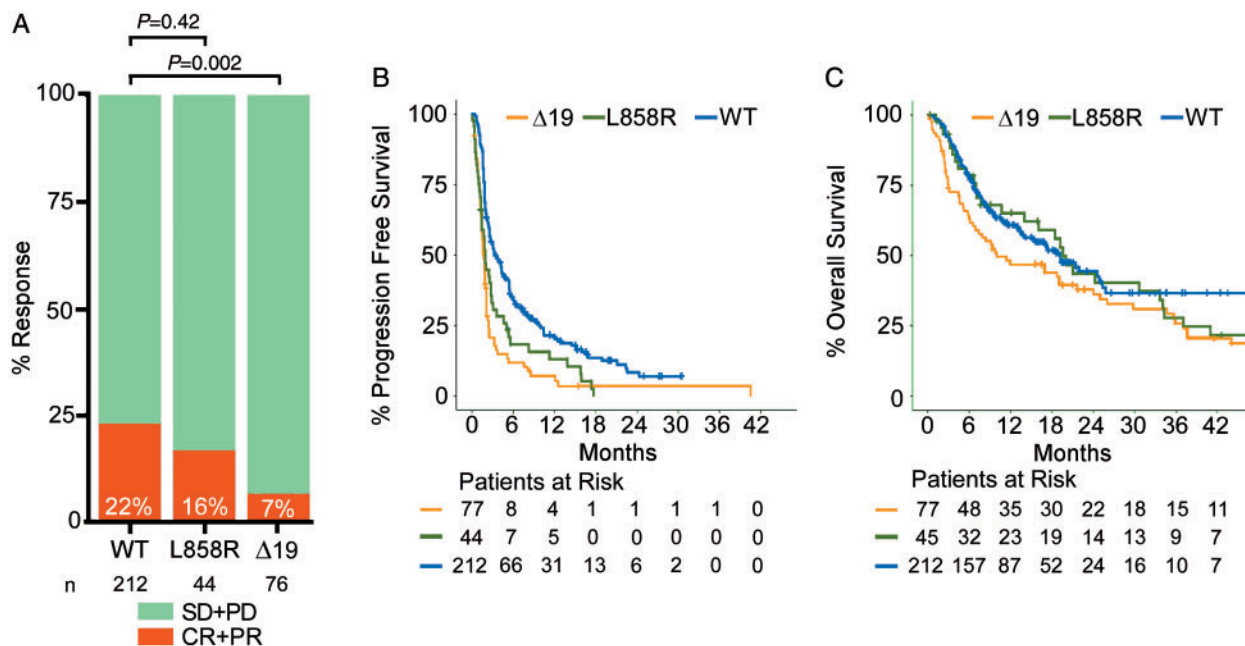 A
P=0.42
P=0.002
100
75
50
25
0
% Response
22%
16%
7%
WT L858R Δ19
n 212 44 76
SD+PD
CR+PR
B
Δ19 L858R WT
100
75
50
25
0
% Progression Free Survival
0 6 12 18 24 30 36 42
Months
Patients at Risk
77 8 4 1 1 1 1 0
44 7 5 0 0 0 0 0
212 66 31 13 6 2 0 0
C
Δ19 L858R WT
100
75
50
25
0
% Overall Survival
0 6 12 18 24 30 36 42
Months
Patients at Risk
77 48 35 30 22 18 15 11
45 32 23 19 14 13 9 7
212 157 87 52 24 16 10 7